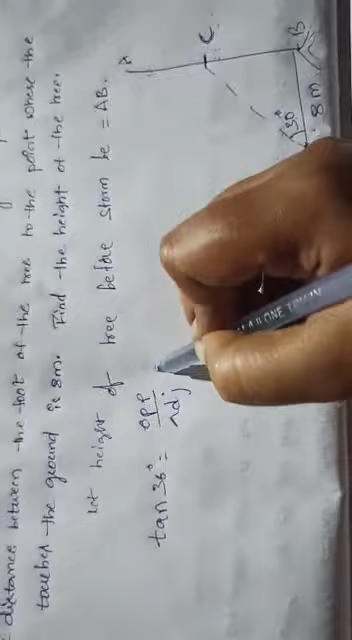 distance between the foot of the tree to the point where the
touches the ground is 8m. Find the height of the tree.
Let height of tree before storm be = AB.
tan 30° = opp
Adj
A
C
B
30°
8m